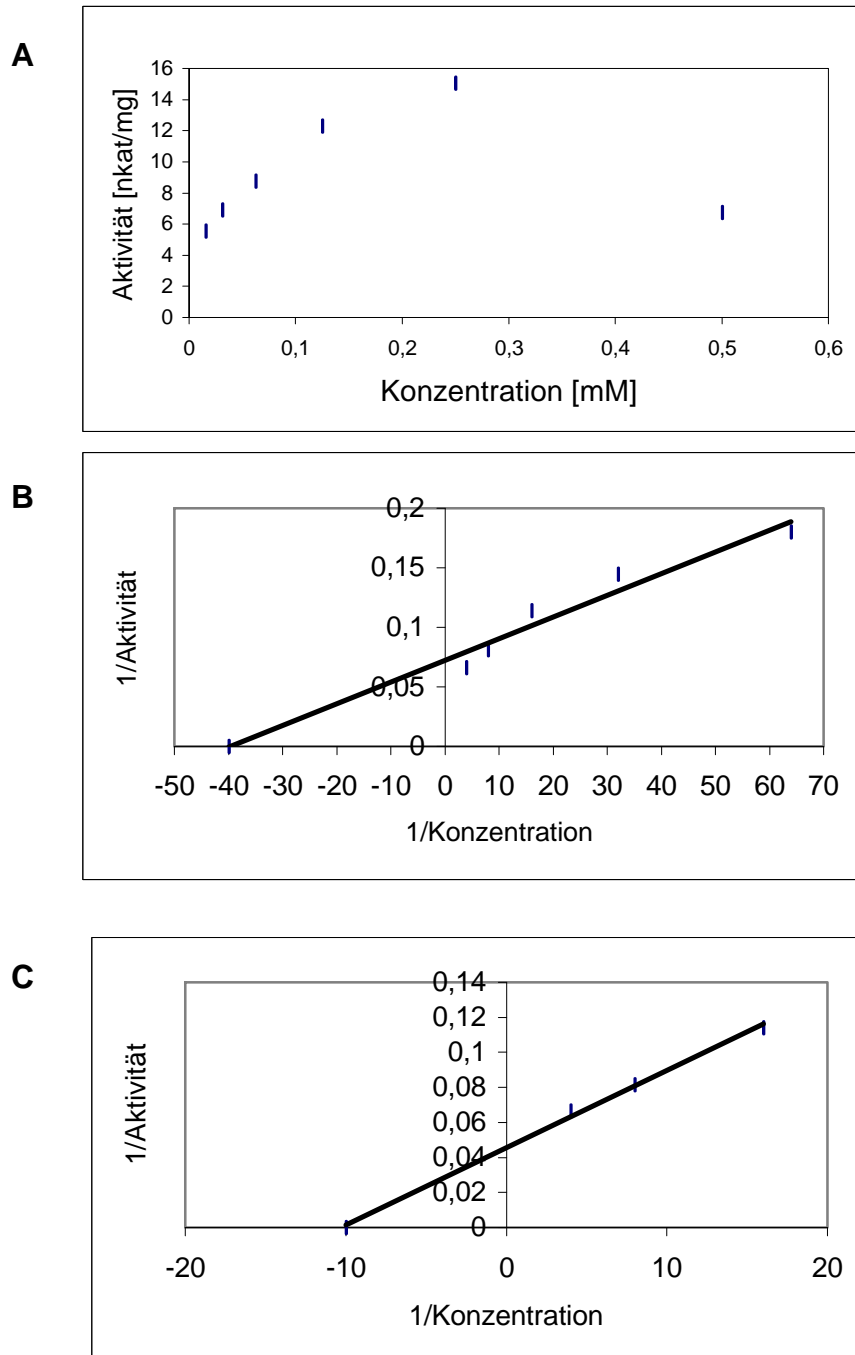 A
Aktivität [nkat/mg]
16
14
12
10
8
6
4
2
0
0 0,1 0,2 0,3 0,4 0,5 0,6
Konzentration [mM]
B
1/Aktivität
0,2
0,15
0,1
0,05
0
-50 -40 -30 -20 -10 0 10 20 30 40 50 60 70
1/Konzentration
C
1/Aktivität
0,14
0,12
0,1
0,08
0,06
0,04
0,02
0
-20 -10 0 10 20
1/Konzentration